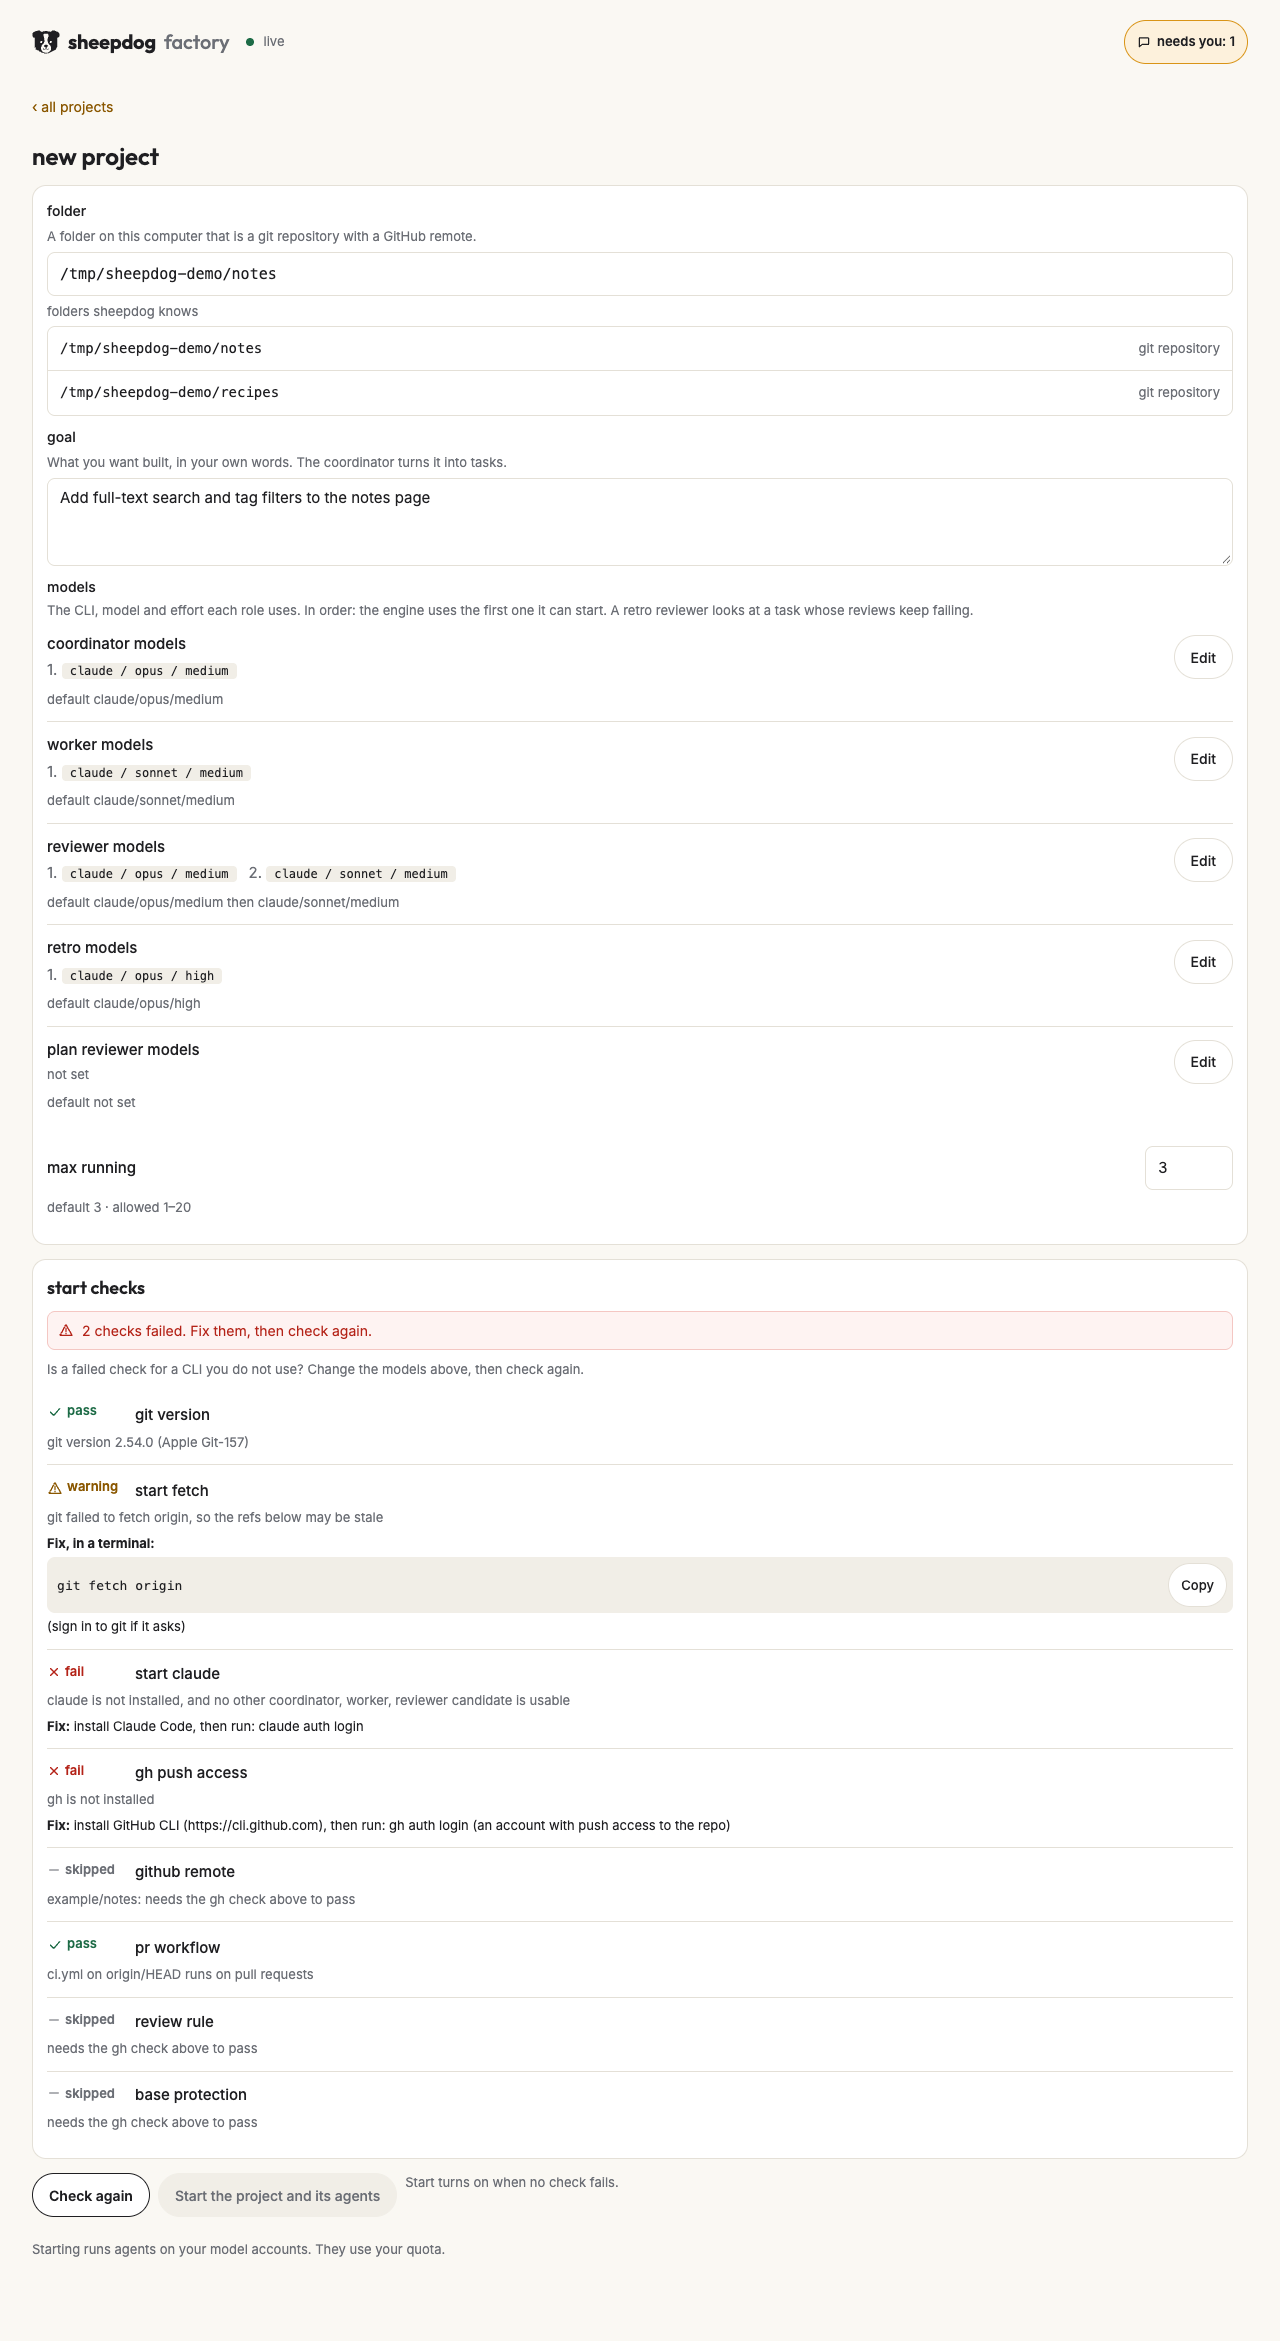 sheepdog factory live
needs you: 1
‹ all projects
new project
folder
A folder on this computer that is a git repository with a GitHub remote.
/tmp/sheepdog-demo/notes
folders sheepdog knows
/tmp/sheepdog-demo/notes git repository
/tmp/sheepdog-demo/recipes git repository
goal
What you want built, in your own words. The coordinator turns it into tasks.
Add full-text search and tag filters to the notes page
models
The CLI, model and effort each role uses. In order: the engine uses the first one it can start. A retro reviewer looks at a task whose reviews keep failing.
coordinator models
1. claude / opus / medium
Edit
default claude/opus/medium
worker models
1. claude / sonnet / medium
Edit
default claude/sonnet/medium
reviewer models
1. claude / opus / medium 2. claude / sonnet / medium
Edit
default claude/opus/medium then claude/sonnet/medium
retro models
1. claude / opus / high
Edit
default claude/opus/high
plan reviewer models
not set
Edit
default not set
max running
3
default 3 · allowed 1–20
start checks
2 checks failed. Fix them, then check again.
Is a failed check for a CLI you do not use? Change the models above, then check again.
pass git version
git version 2.54.0 (Apple Git-157)
warning start fetch
git failed to fetch origin, so the refs below may be stale
Fix, in a terminal:
git fetch origin
Copy
(sign in to git if it asks)
fail start claude
claude is not installed, and no other coordinator, worker, reviewer candidate is usable
Fix: install Claude Code, then run: claude auth login
fail gh push access
gh is not installed
Fix: install GitHub CLI (https://cli.github.com), then run: gh auth login (an account with push access to the repo)
skipped github remote
example/notes: needs the gh check above to pass
pass pr workflow
ci.yml on origin/HEAD runs on pull requests
skipped review rule
needs the gh check above to pass
skipped base protection
needs the gh check above to pass
Check again Start the project and its agents Start turns on when no check fails.
Starting runs agents on your model accounts. They use your quota.